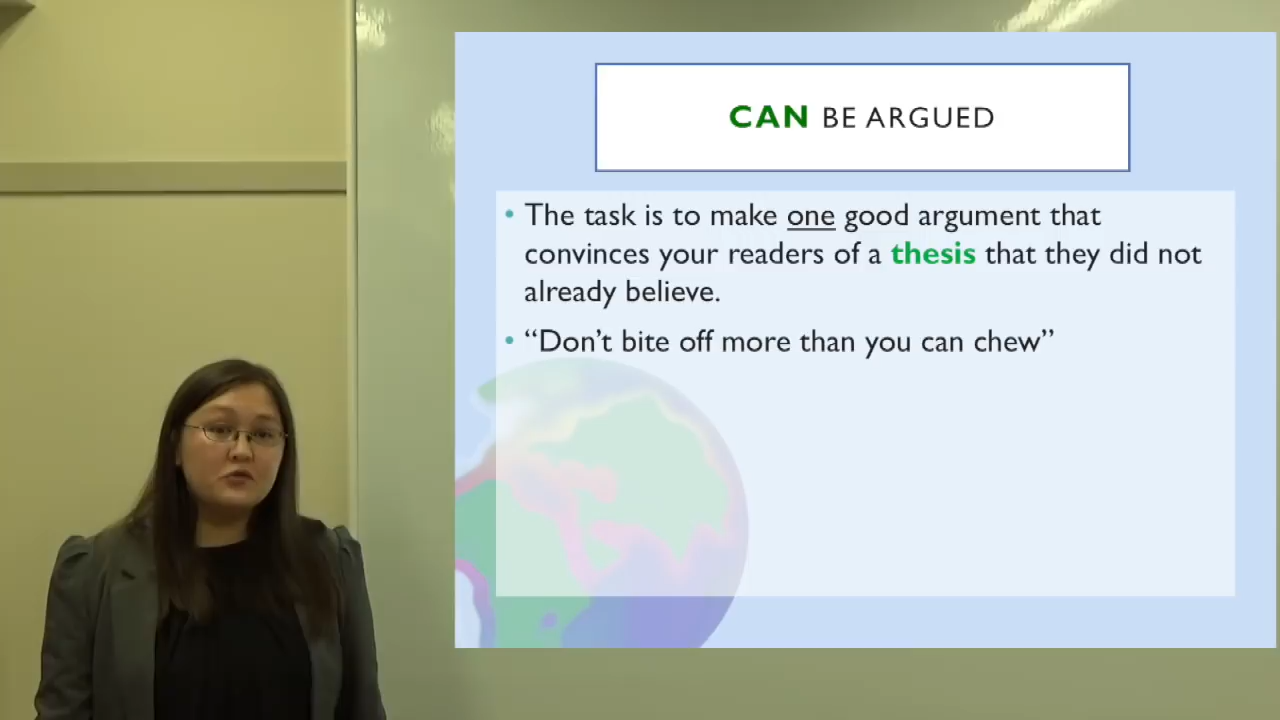 CAN BE ARGUED
• The task is to make one good argument that
convinces your readers of a thesis that they did not
already believe.
• “Don’t bite off more than you can chew”